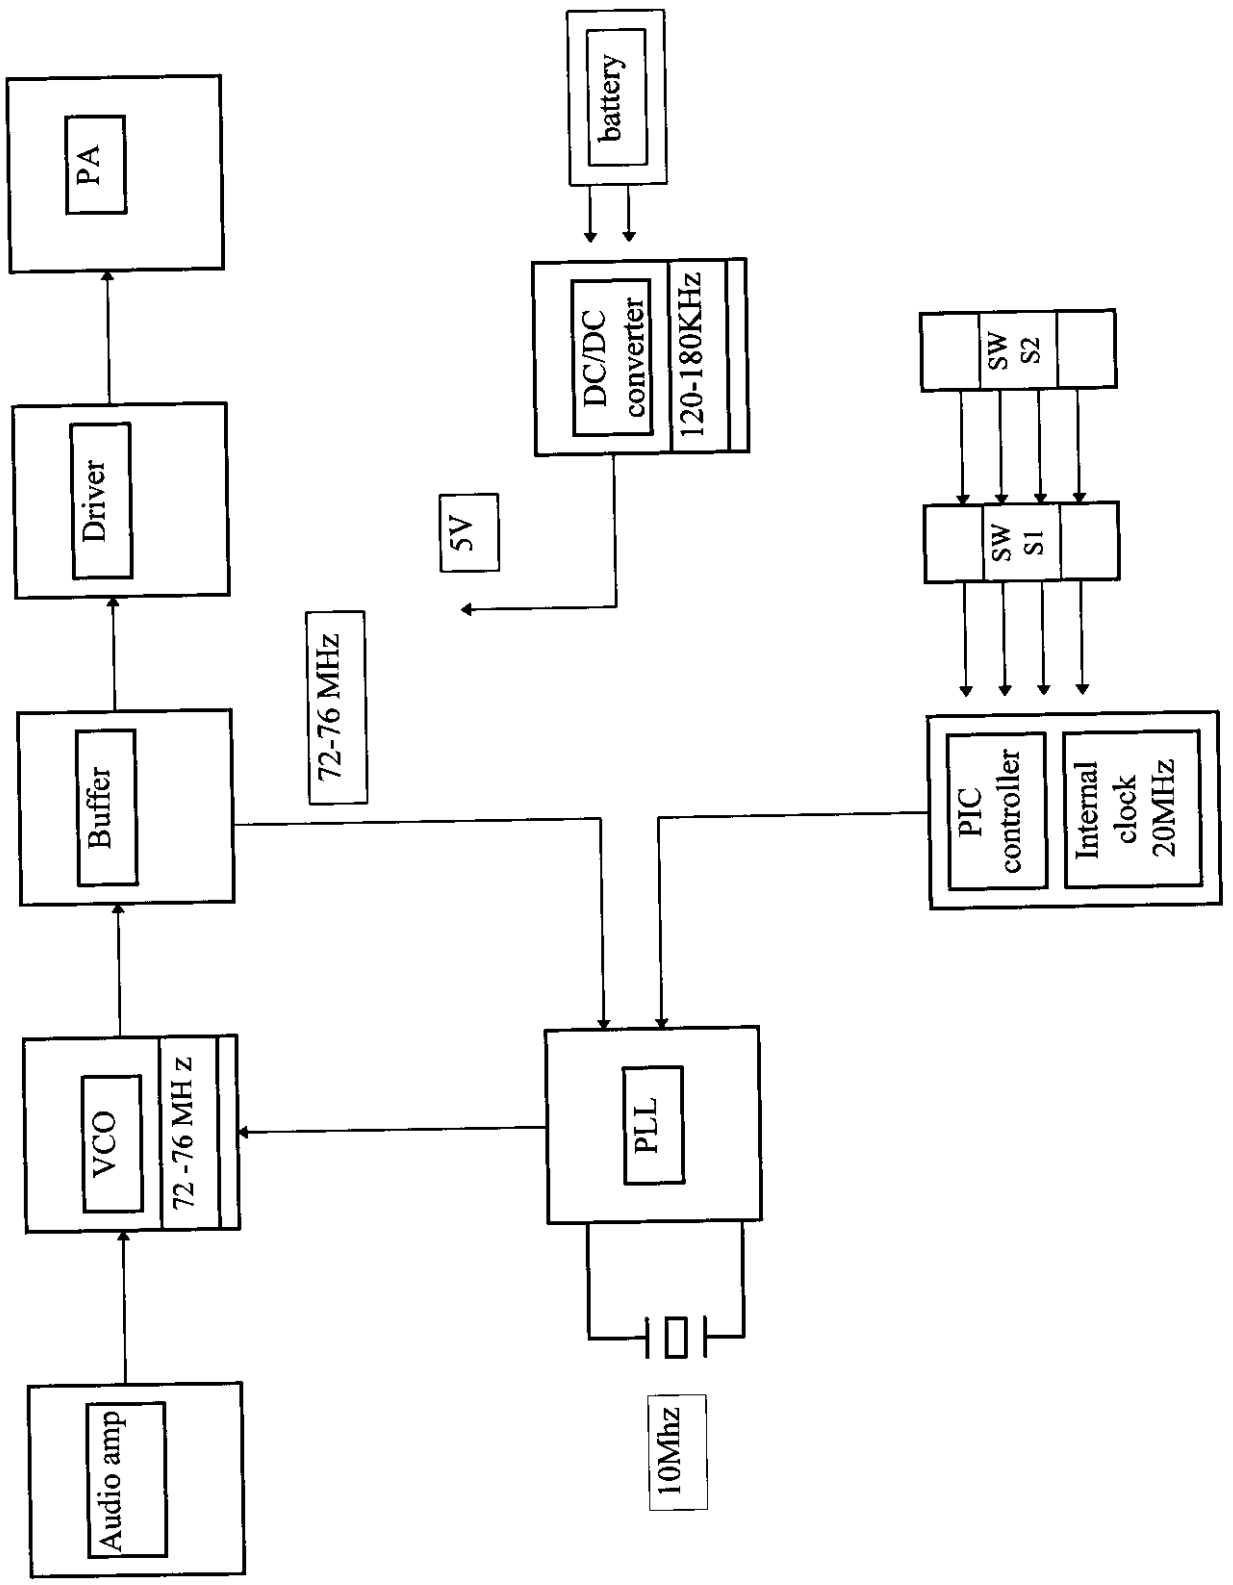 Audio amp
VCO
72 -76 MH z
Buffer
Driver
PA
72-76 MHz
10Mhz
PLL
5V
DC/DC
converter
120-180KHz
battery
PIC
controller
Internal
clock
20MHz
SW
S1
SW
S2